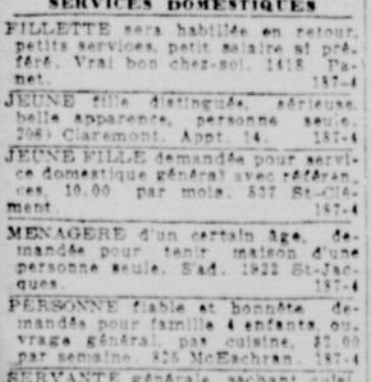 SERVICES DOMESTIQUES
FILLETTE sera habillée en retour,
petits services, petit salaire si pré-
féré. Vrai bon chez-soi. 1418 Pa-
net. 187-4
JEUNE fille distinguée, sérieuse,
belle apparence, personne seule.
Claremont. Appt. 14. 187-4
JEUNE FILLE demandée pour servi-
ce domestique général avec référen-
ces, 10.00 par mois. 527 St-Clé-
ment. 187-4
MENAGERE d'un certain âge, de-
mandée pour tenir maison d'une
personne seule. S'ad. 1922 St-Jac-
ques. 187-4
PERSONNE fiable et honnête de-
mandée pour famille 4 enfants, ou-
vrage général, pas cuisine, $2.00
par semaine. 825 McEachran. 187-4
SERVANTE générale, sachant cuisi-